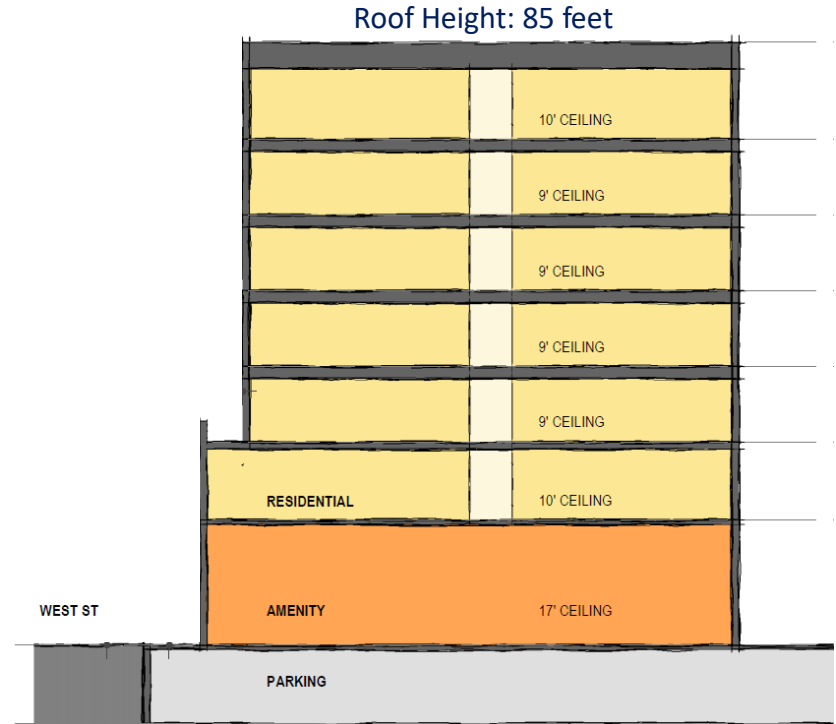 Roof Height: 85 feet
10' CEILING
9' CEILING
9' CEILING
9' CEILING
9' CEILING
RESIDENTIAL 10' CEILING
WEST ST AMENITY 17' CEILING
PARKING